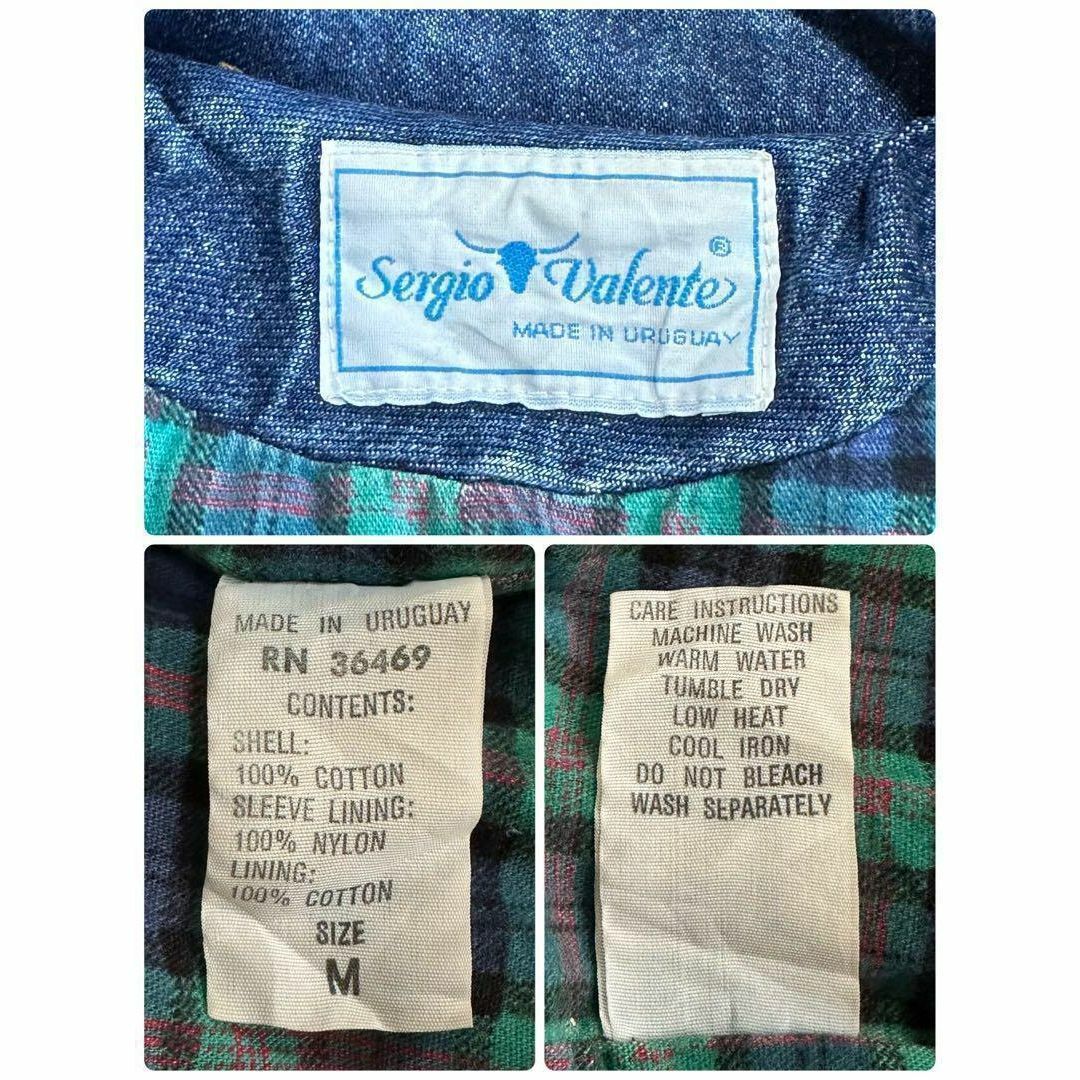 Sergio Valente ®
MADE IN URUGUAY
MADE IN URUGUAY
RN 36469
CONTENTS:
SHELL:
100% COTTON
SLEEVE LINING:
100% NYLON
LINING:
100% COTTON
SIZE
M
CARE INSTRUCTIONS
MACHINE WASH
WARM WATER
TUMBLE DRY
LOW HEAT
COOL IRON
DO NOT BLEACH
WASH SEPARATELY